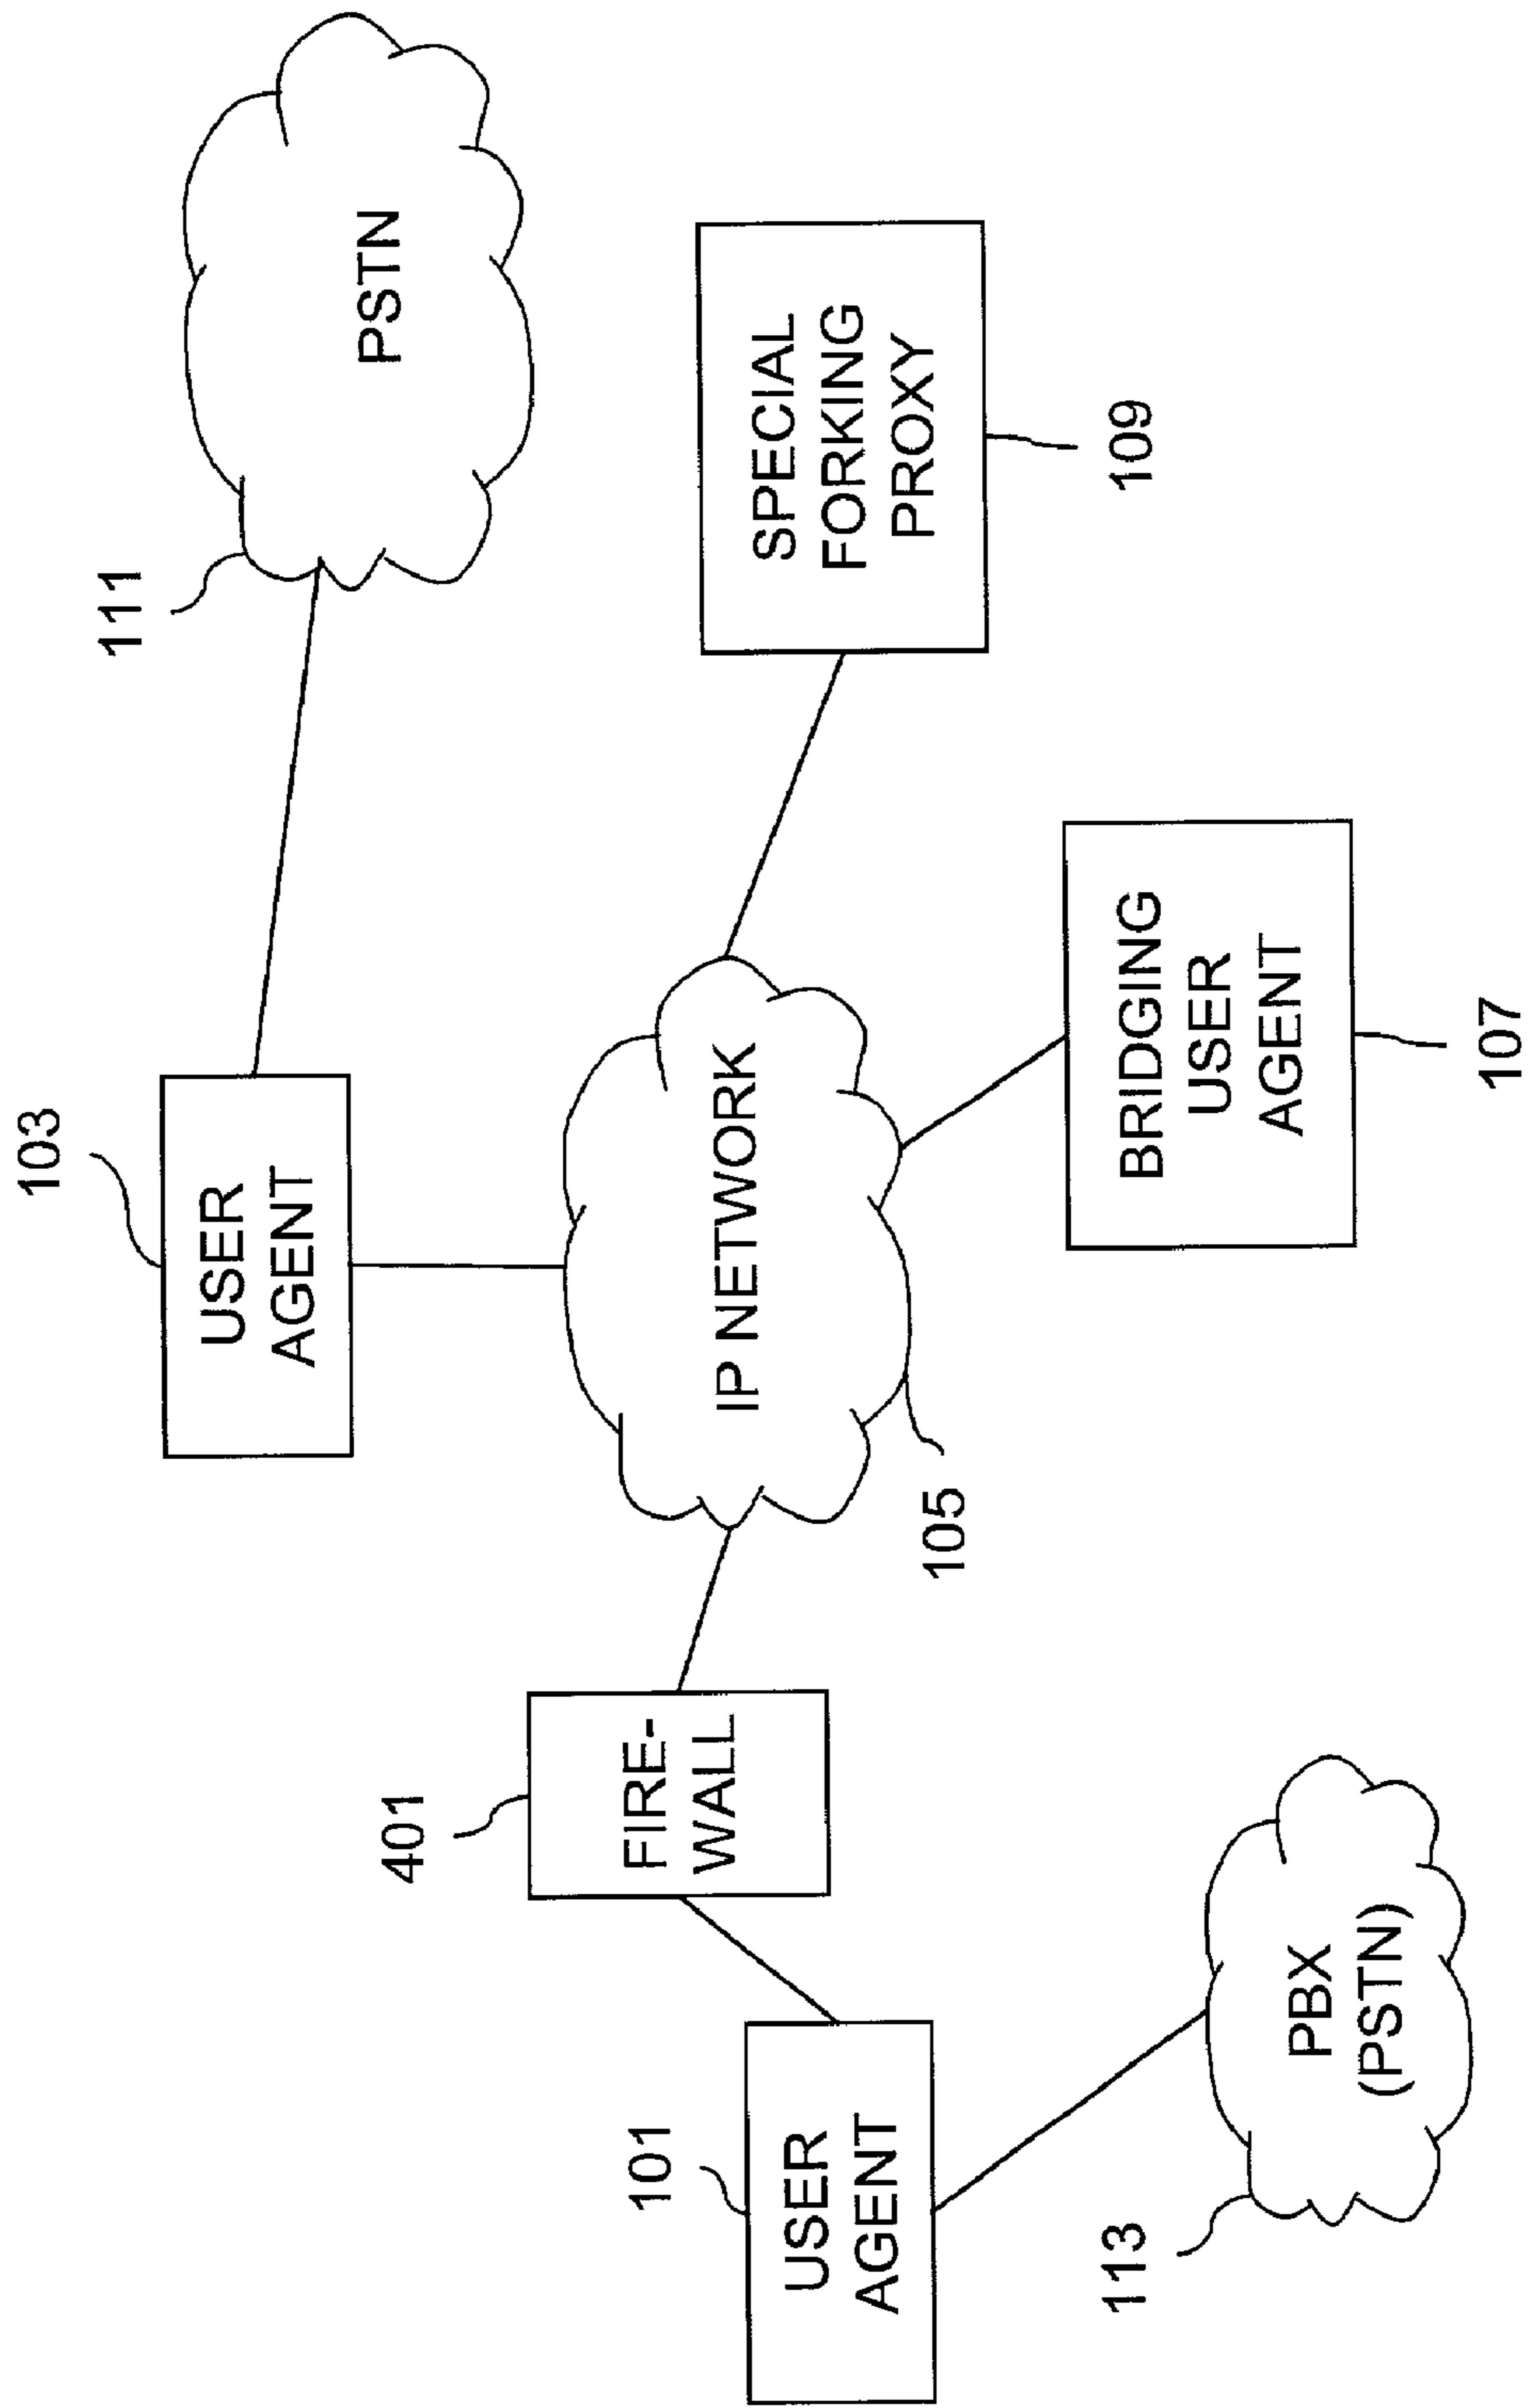 111
PSTN
103
USER
AGENT
SPECIAL
FORKING
PROXY
109
401
FIRE-
WALL
IP NETWORK
105
BRIDGING
USER
AGENT
107
101
USER
AGENT
113
PBX
(PSTN)